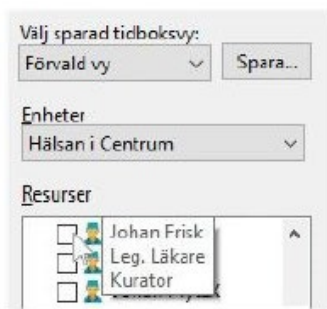 Välj sparad tidboksvy:
Förvald vy Spara...
Enheter
Hälsan i Centrum
Resurser
Johan Frisk
Leg. Läkare
Kurator